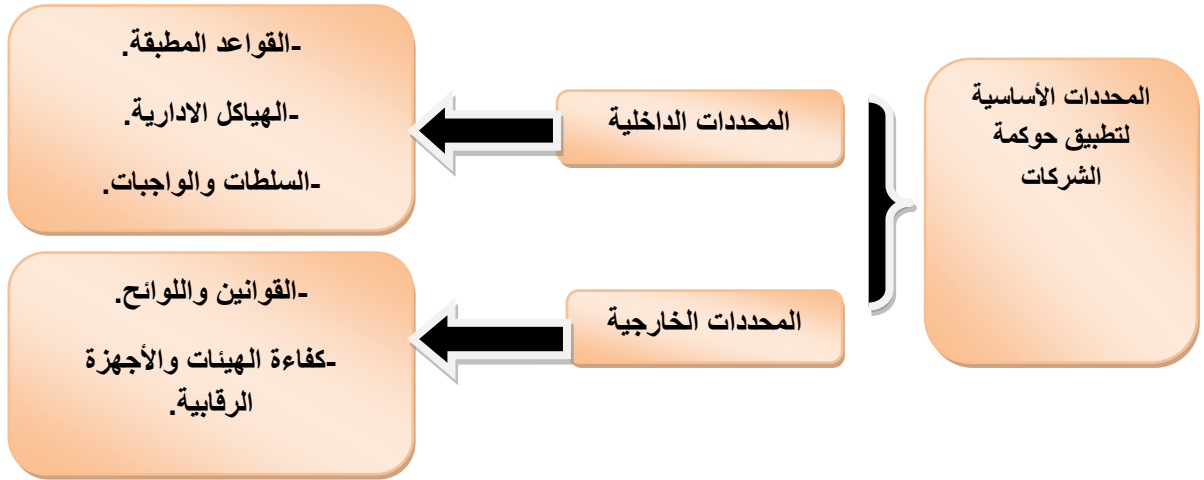 المحددات الأساسية
لتطبيق حوكمة
الشركات
المحددات الداخلية
-القواعد المطبقة.
-الهياكل الادارية.
-السلطات والواجبات.
المحددات الخارجية
-القوانين واللوائح.
-كفاءة الهيئات والأجهزة
الرقابية.